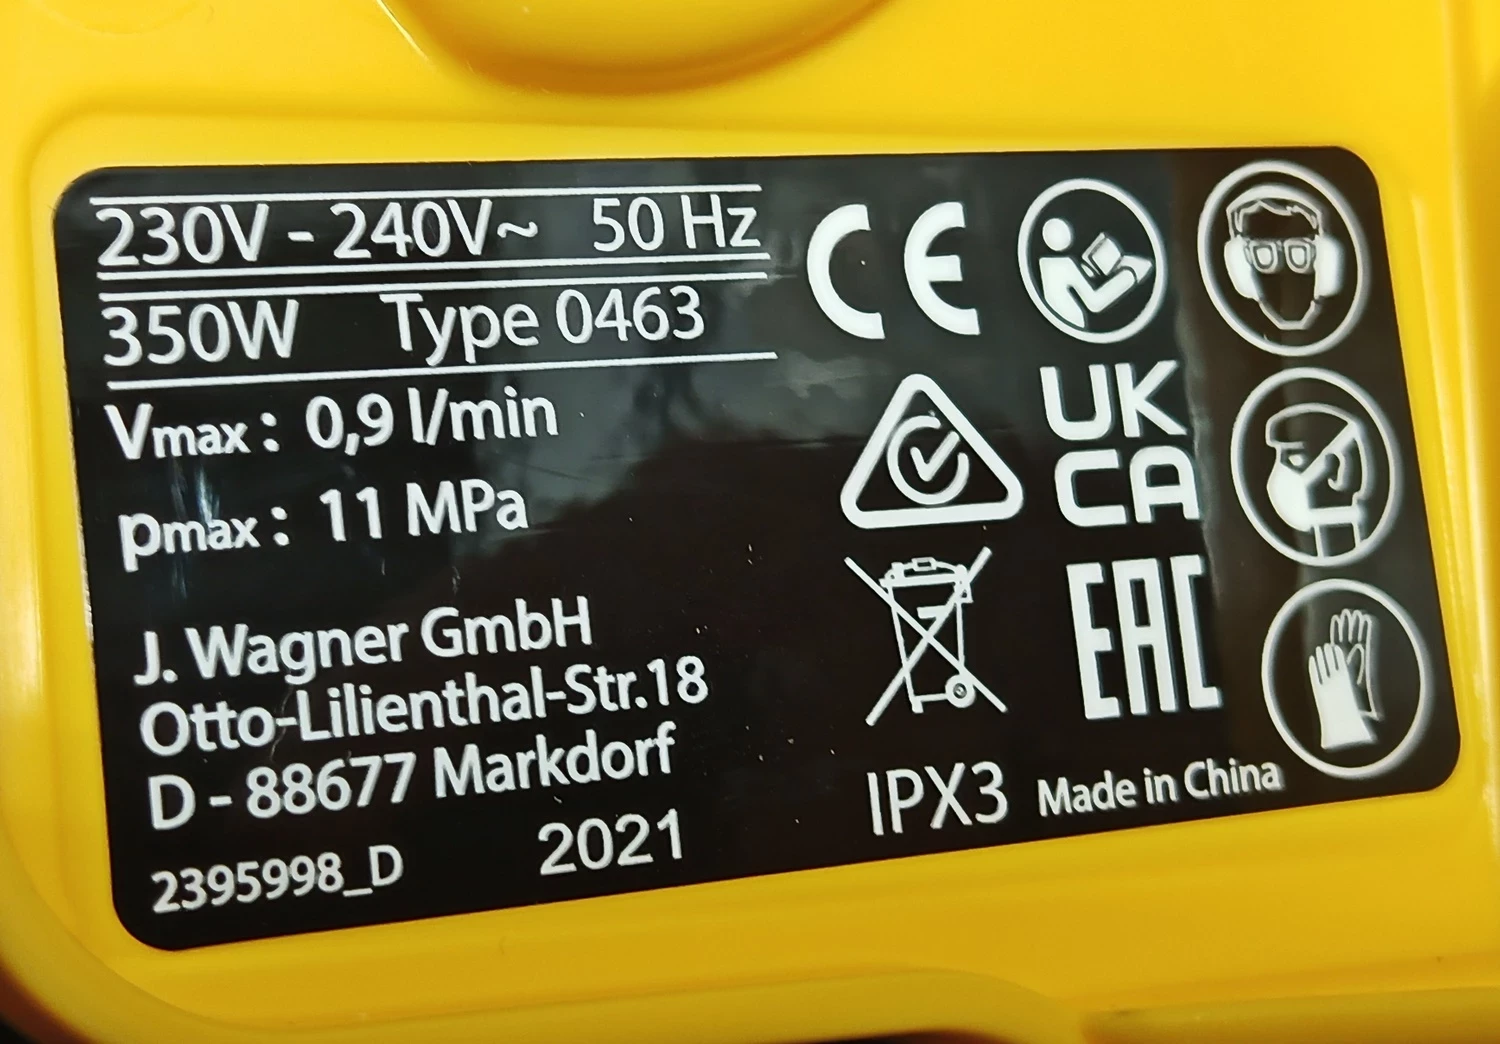 230V - 240V~ 50 Hz
350W Type 0463
Vmax : 0,9 l/min
pmax : 11 MPa
J. Wagner GmbH
Otto-Lilienthal-Str.18
D - 88677 Markdorf
2395998_D 2021
CE
UK
CA
EAC
IPX3 Made in China